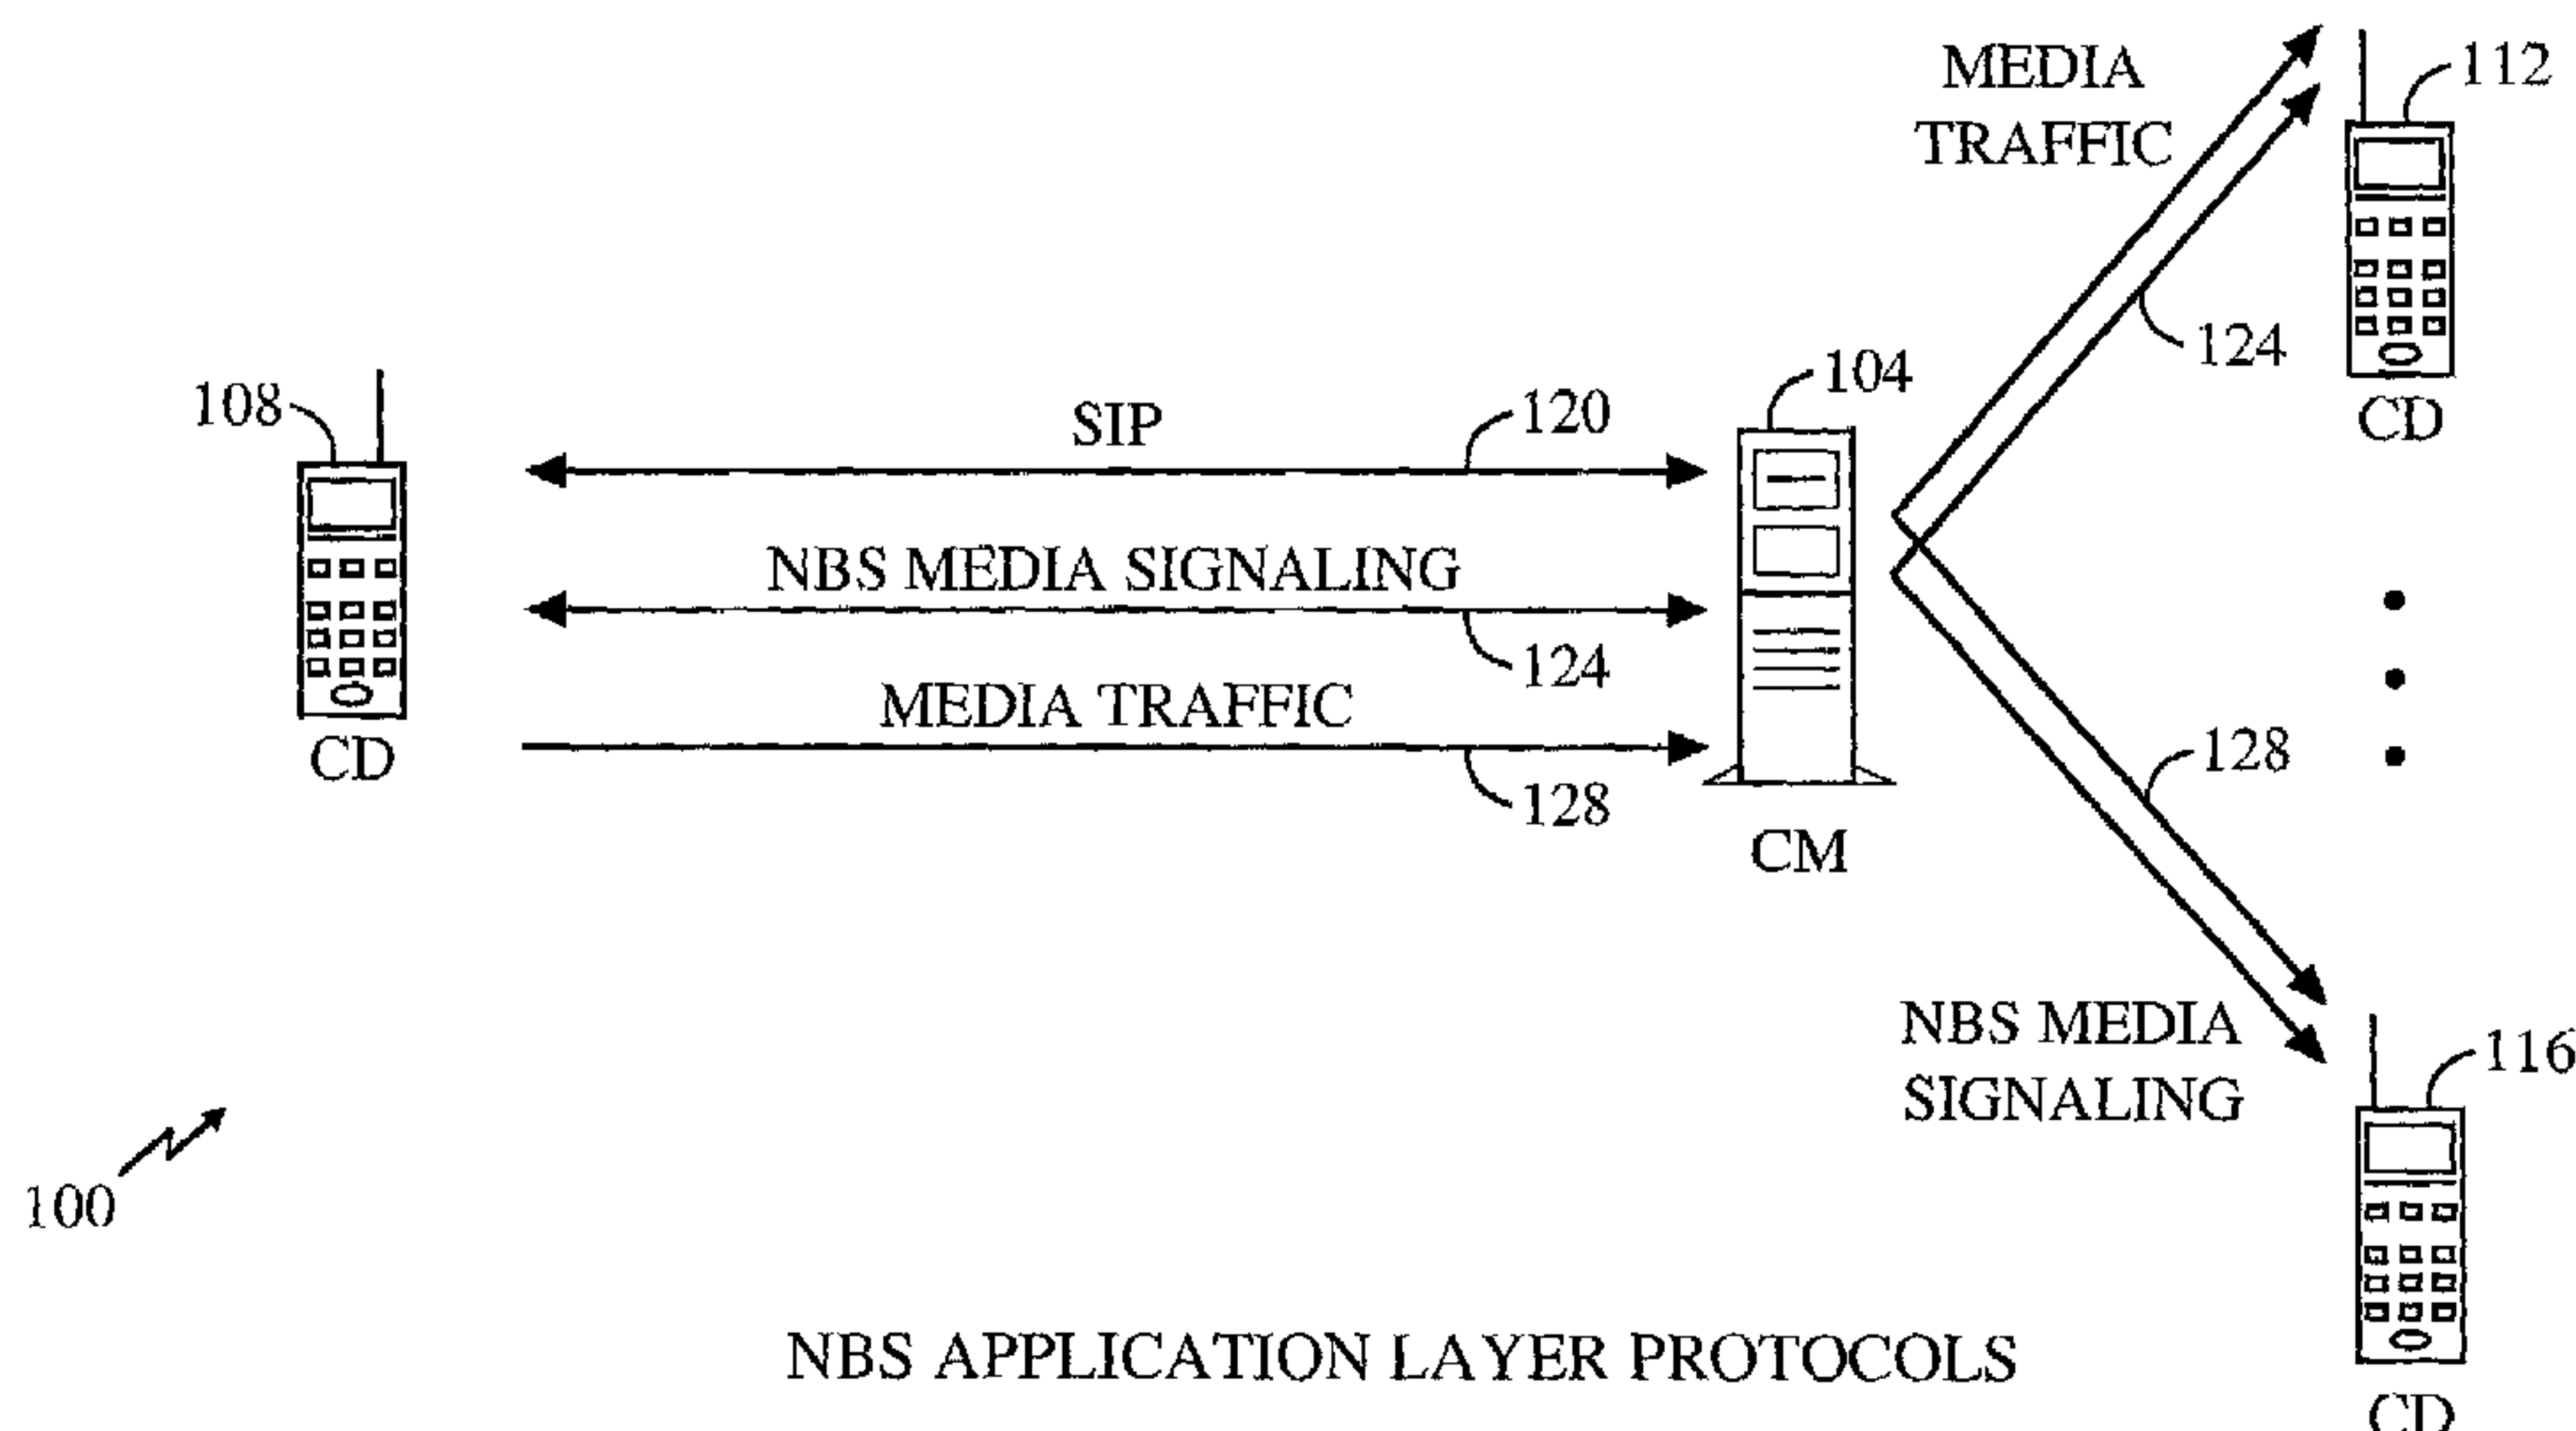 MEDIA
TRAFFIC
112
124
CD
108
SIP
120
104
NBS MEDIA SIGNALING
124
MEDIA TRAFFIC
128
CD
CM
128
NBS MEDIA
SIGNALING
116
100
NBS APPLICATION LAYER PROTOCOLS
CD